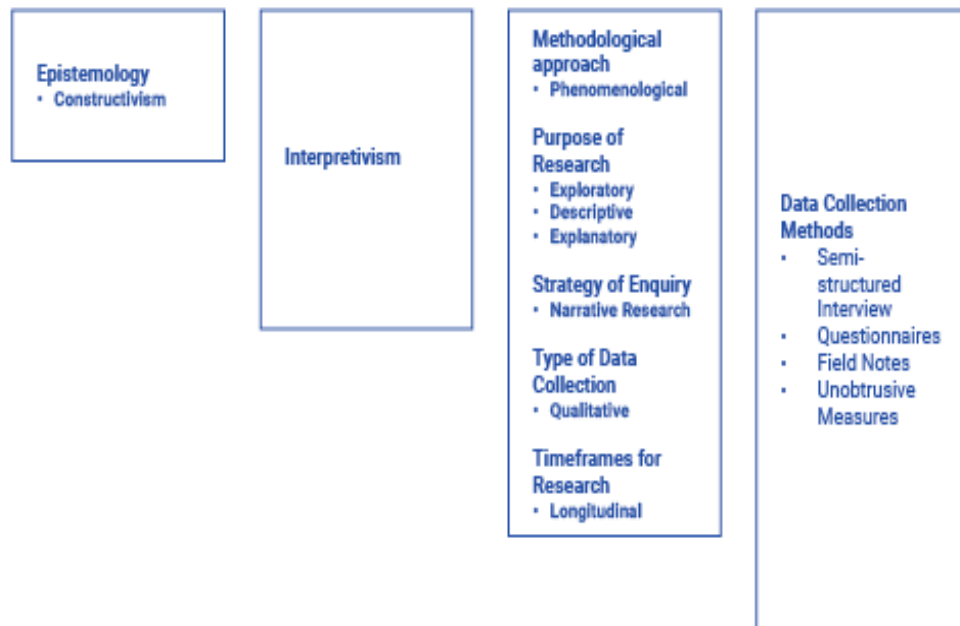 Epistemology
• Constructivism
Interpretivism
Methodological
approach
• Phenomenological
Purpose of
Research
• Exploratory
• Descriptive
• Explanatory
Strategy of Enquiry
• Narrative Research
Type of Data
Collection
• Qualitative
Timeframes for
Research
• Longitudinal
Data Collection
Methods
• Semi-
structured
Interview
• Questionnaires
• Field Notes
• Unobtrusive
Measures